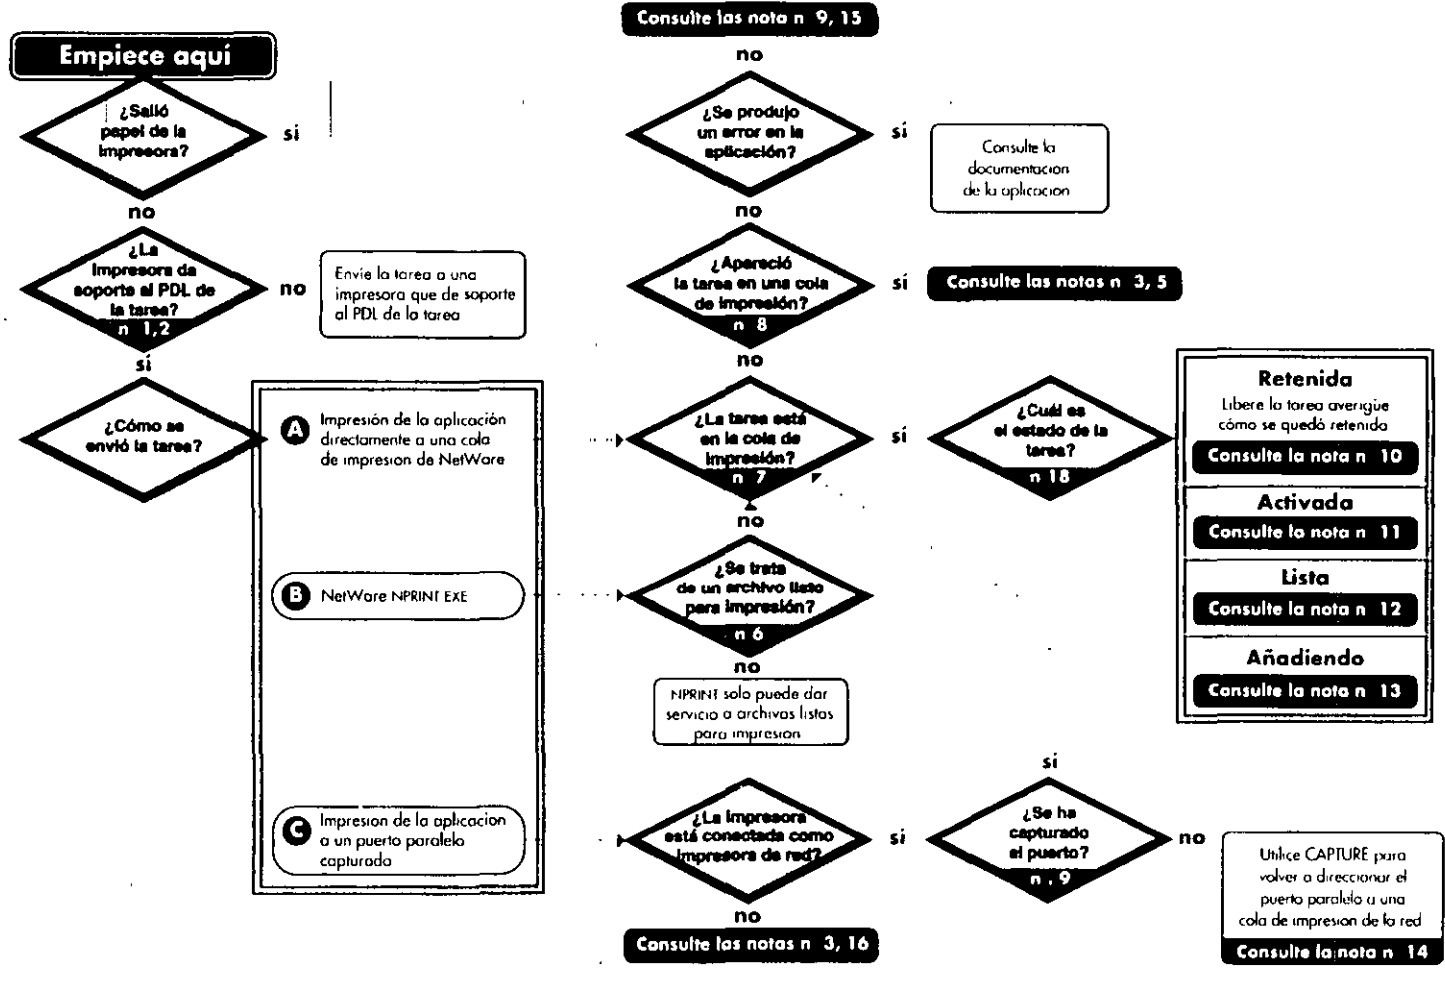 Empiece aquí
¿Salió
papel de la
impresora?
sí
no
¿La
impresora da
soporte al PDL de
la tarea?
n 1,2
no
Envíe la tarea a una
impresora que de soporte
al PDL de la tarea
sí
¿Cómo se
envió la tarea?
A
Impresión de la aplicación
directamente a una cola
de impresion de NetWare
B
NetWare NPRINT EXE
C
Impresion de la aplicacion
a un puerto paralelo
capturado
Consulte las nota n 9, 15
no
¿Se produjo
un error en la
aplicación?
sí
Consulte la
documentacion
de la aplicacion
no
¿Apareció
la tarea en una cola
de impresión?
n 8
sí
Consulte las notas n 3, 5
no
¿La tarea está
en la cola de
impresión?
n 7
sí
¿Cuál es
el estado de la
tarea?
n 18
Retenida
Libere la tarea averigüe
cómo se quedó retenida
Consulte la nota n 10
Activada
Consulte la nota n 11
Lista
Consulte la nota n 12
Añadiendo
Consulte la nota n 13
no
¿Se trata
de un archivo listo
para impresión?
n 6
no
NPRINT solo puede dar
servicio a archivos listos
para impresion
¿La impresora
está conectada como
impresora de red?
sí
sí
¿Se ha
capturado
el puerto?
n . 9
no
Utilice CAPTURE para
volver a direccionar el
puerto paralelo a una
cola de impresion de la red
Consulte la nota n 14
no
Consulte las notas n 3, 16